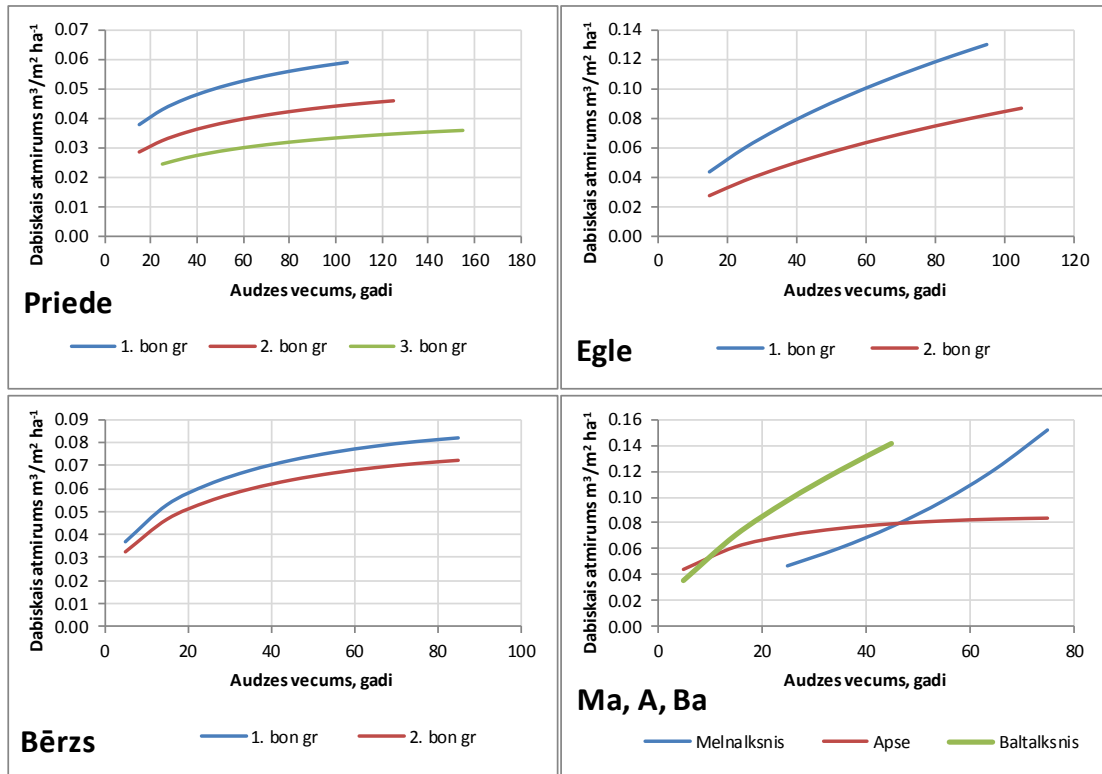 Dabiskais atmirums m³/m² ha⁻¹
0.07
0.06
0.05
0.04
0.03
0.02
0.01
0.00
0 20 40 60 80 100 120 140 160 180
Audzes vecums, gadi
Priede
1. bon gr 2. bon gr 3. bon gr
Dabiskais atmirums m³/m² ha⁻¹
0.14
0.12
0.10
0.08
0.06
0.04
0.02
0.00
0 20 40 60 80 100 120
Audzes vecums, gadi
Egle
1. bon gr 2. bon gr
Dabiskais atmirums m³/m² ha⁻¹
0.09
0.08
0.07
0.06
0.05
0.04
0.03
0.02
0.01
0.00
0 20 40 60 80 100
Audzes vecums, gadi
Bērzs
1. bon gr 2. bon gr
Dabiskais atmirums m³/m² ha⁻¹
0.16
0.14
0.12
0.10
0.08
0.06
0.04
0.02
0.00
0 20 40 60 80
Audzes vecums, gadi
Ma, A, Ba
Melnalksnis Apse Baltalksnis